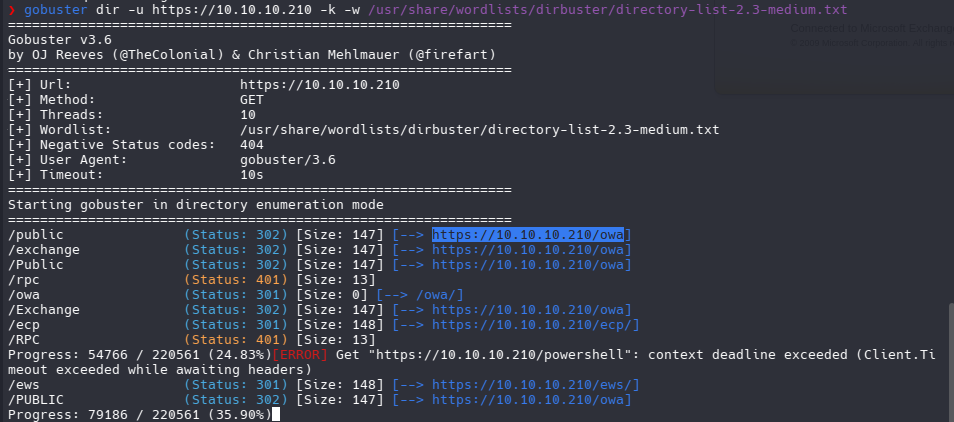 ❯ gobuster dir -u https://10.10.10.210 -k -w /usr/share/wordlists/dirbuster/directory-list-2.3-medium.txt
===============================================================
Gobuster v3.6
by OJ Reeves (@TheColonial) & Christian Mehlmauer (@firefart)
===============================================================
[+] Url:                     https://10.10.10.210
[+] Method:                  GET
[+] Threads:                 10
[+] Wordlist:                /usr/share/wordlists/dirbuster/directory-list-2.3-medium.txt
[+] Negative Status codes:   404
[+] User Agent:              gobuster/3.6
[+] Timeout:                 10s
===============================================================
Starting gobuster in directory enumeration mode
===============================================================
/public               (Status: 302) [Size: 147] [--> https://10.10.10.210/owa]
/exchange             (Status: 302) [Size: 147] [--> https://10.10.10.210/owa]
/Public               (Status: 302) [Size: 147] [--> https://10.10.10.210/owa]
/rpc                  (Status: 401) [Size: 13]
/owa                  (Status: 301) [Size: 0] [--> /owa/]
/Exchange             (Status: 302) [Size: 147] [--> https://10.10.10.210/owa]
/ecp                  (Status: 301) [Size: 148] [--> https://10.10.10.210/ecp/]
/RPC                  (Status: 401) [Size: 13]
Progress: 54766 / 220561 (24.83%)[ERROR] Get "https://10.10.10.210/powershell": context deadline exceeded (Client.Ti
meout exceeded while awaiting headers)
/ews                  (Status: 301) [Size: 148] [--> https://10.10.10.210/ews/]
/PUBLIC               (Status: 302) [Size: 147] [--> https://10.10.10.210/owa]
Progress: 79186 / 220561 (35.90%)
Connected to Microsoft Exchan